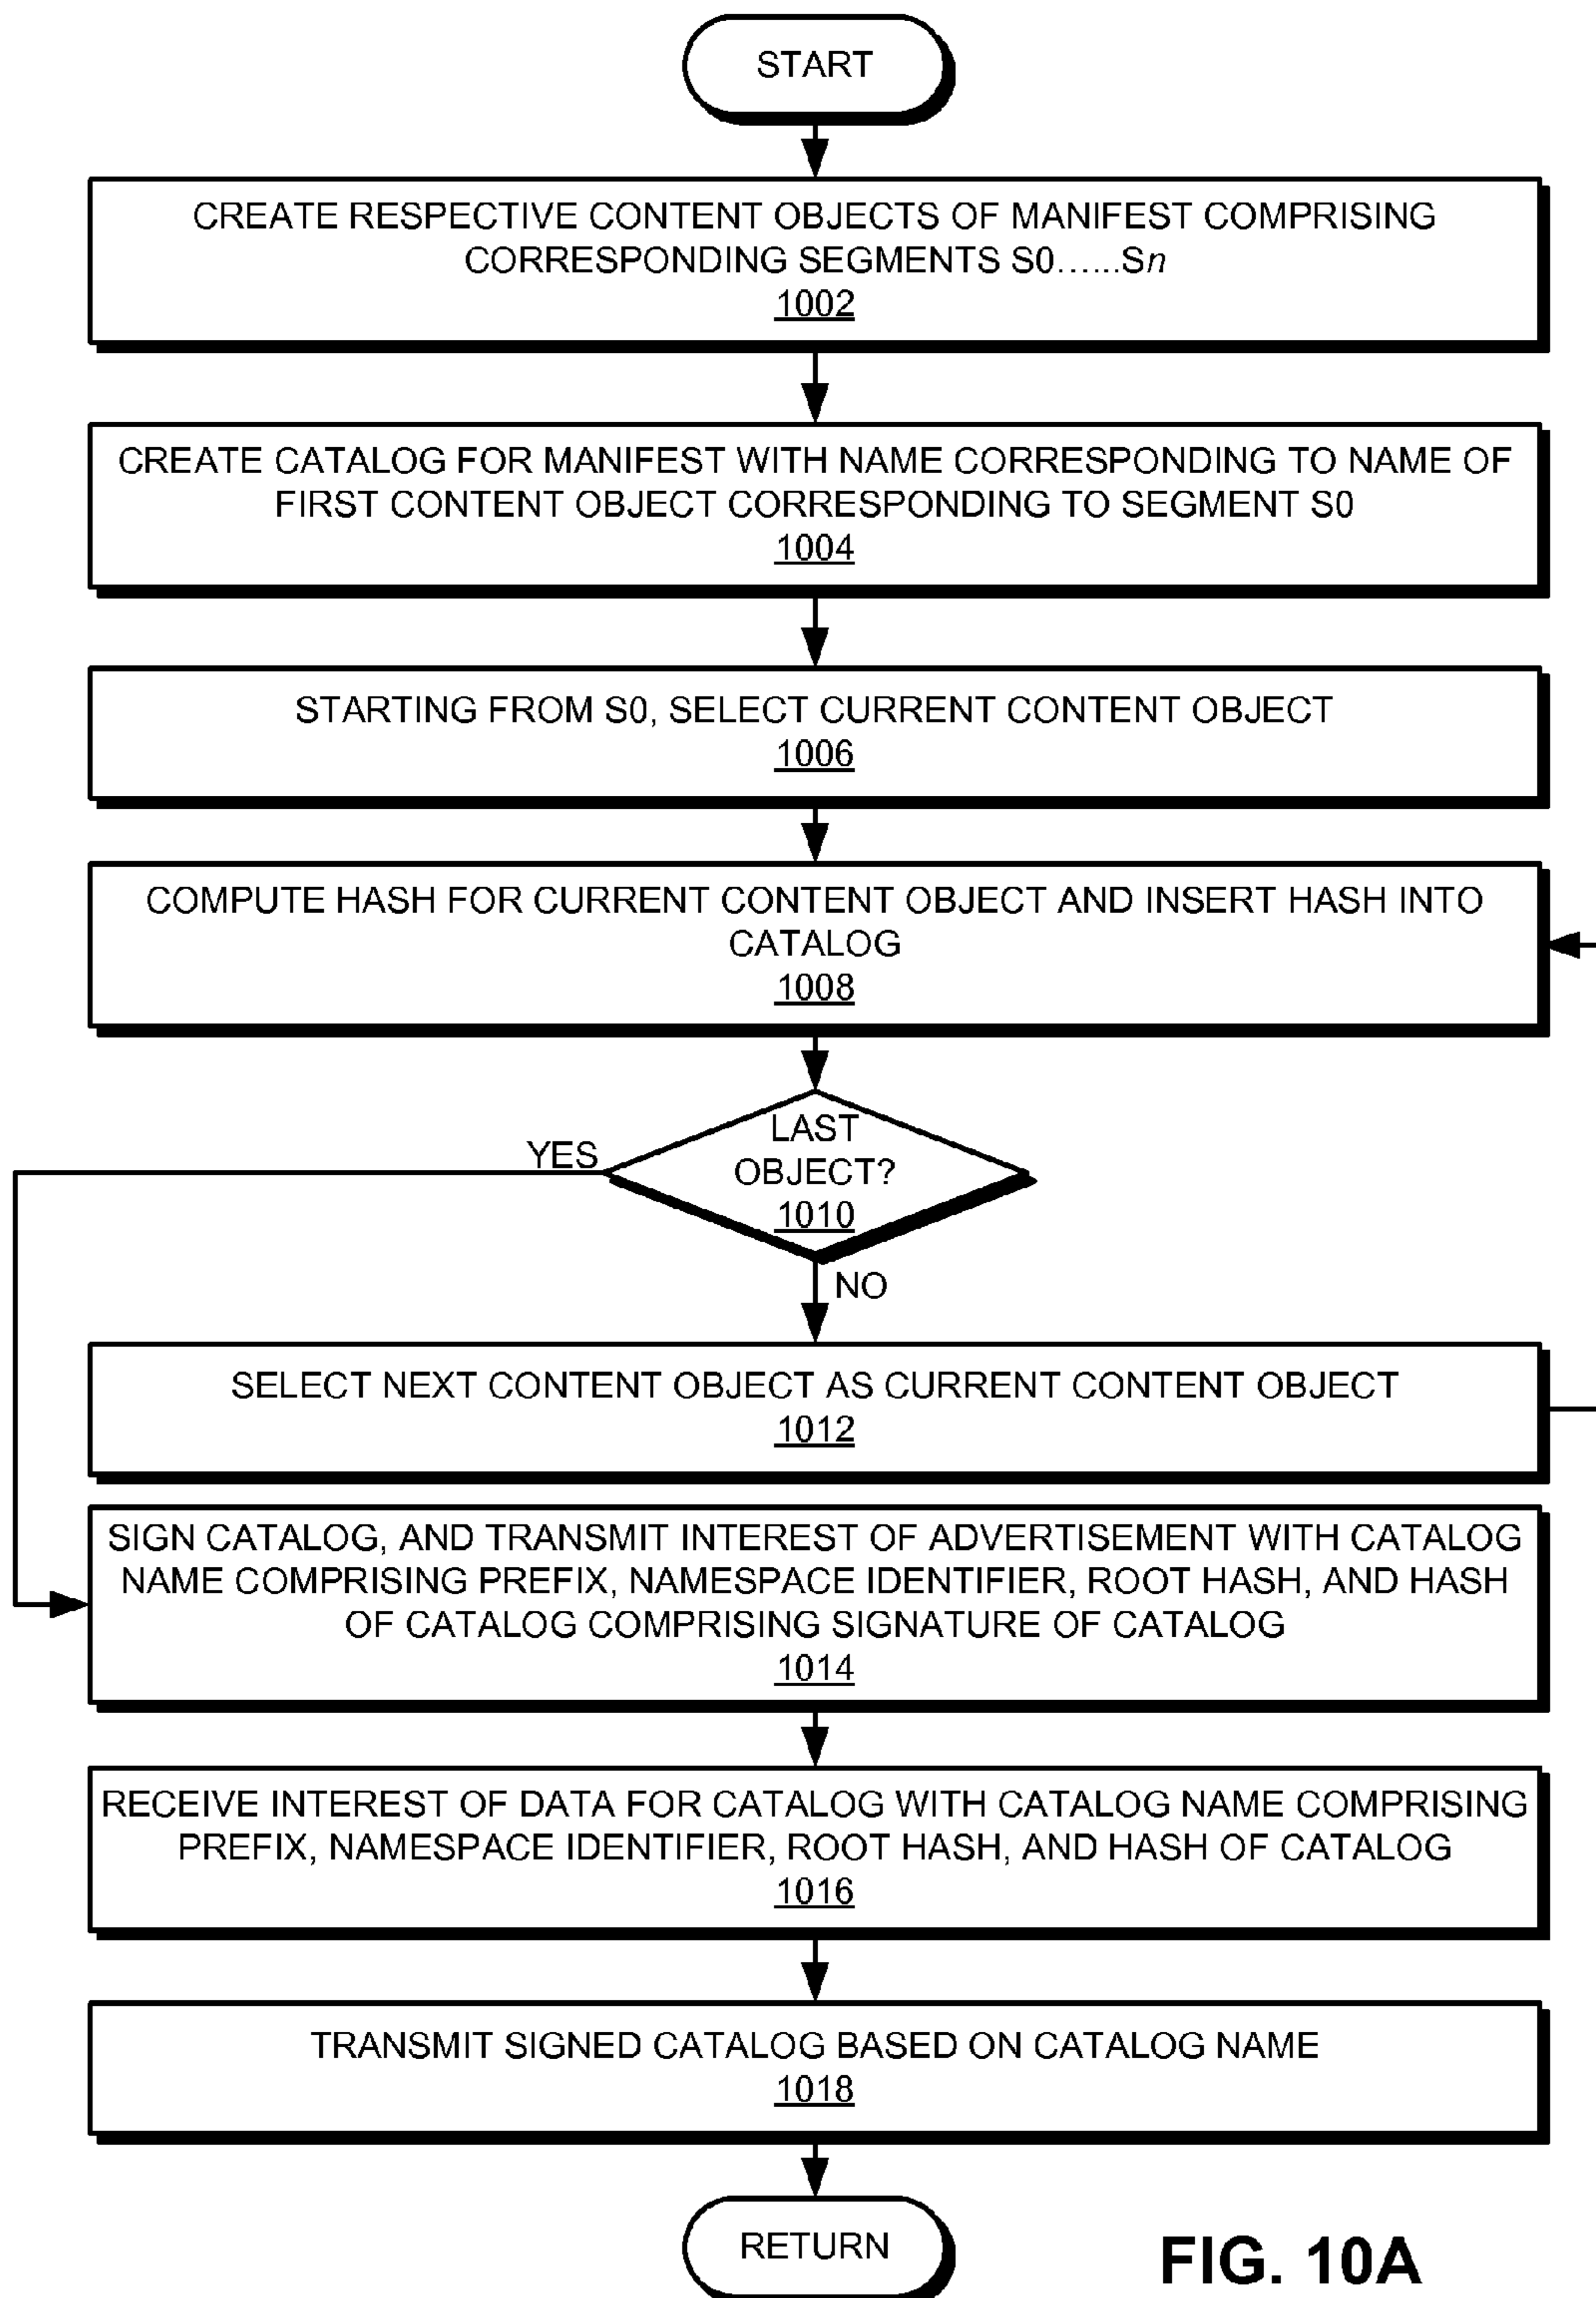 START
CREATE RESPECTIVE CONTENT OBJECTS OF MANIFEST COMPRISING
CORRESPONDING SEGMENTS S0......Sn
1002
CREATE CATALOG FOR MANIFEST WITH NAME CORRESPONDING TO NAME OF
FIRST CONTENT OBJECT CORRESPONDING TO SEGMENT S0
1004
STARTING FROM S0, SELECT CURRENT CONTENT OBJECT
1006
COMPUTE HASH FOR CURRENT CONTENT OBJECT AND INSERT HASH INTO
CATALOG
1008
LAST
YES
OBJECT?
1010
NO
SELECT NEXT CONTENT OBJECT AS CURRENT CONTENT OBJECT
1012
SIGN CATALOG, AND TRANSMIT INTEREST OF ADVERTISEMENT WITH CATALOG
NAME COMPRISING PREFIX, NAMESPACE IDENTIFIER, ROOT HASH, AND HASH
OF CATALOG COMPRISING SIGNATURE OF CATALOG
1014
RECEIVE INTEREST OF DATA FOR CATALOG WITH CATALOG NAME COMPRISING
PREFIX, NAMESPACE IDENTIFIER, ROOT HASH, AND HASH OF CATALOG
1016
TRANSMIT SIGNED CATALOG BASED ON CATALOG NAME
1018
RETURN
FIG. 10A